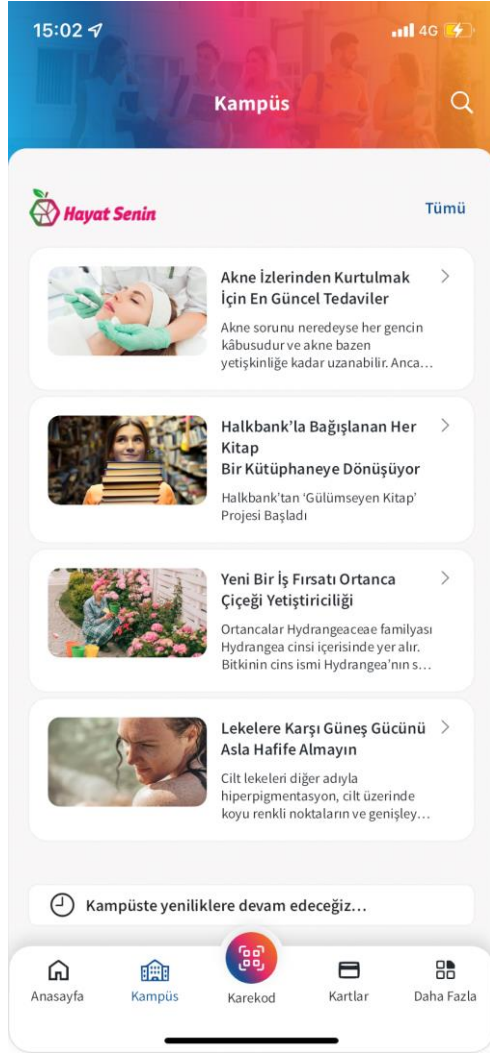 15:02
4G
Kampüs
Hayat Senin
Tümü
Akne İzlerinden Kurtulmak
İçin En Güncel Tedaviler
Akne sorunu neredeyse her gencin
kâbusudur ve akne bazen
yetişkinliğe kadar uzanabilir. Anca...
Halkbank’la Bağışlanan Her
Kitap
Bir Kütüphaneye Dönüşüyor
Halkbank’tan ‘Gülümseyen Kitap’
Projesi Başladı
Yeni Bir İş Fırsatı Ortanca
Çiçeği Yetiştiriciliği
Ortancalar Hydrangeaceae familyası
Hydrangea cinsi içerisinde yer alır.
Bitkinin cins ismi Hydrangea’nın s...
Lekelere Karşı Güneş Gücünü
Asla Hafife Almayın
Cilt lekeleri diğer adıyla
hiperpigmentasyon, cilt üzerinde
koyu renkli noktaların ve genişley...
Kampüste yeniliklere devam edeceğiz...
Anasayfa
Kampüs
Karekod
Kartlar
Daha Fazla